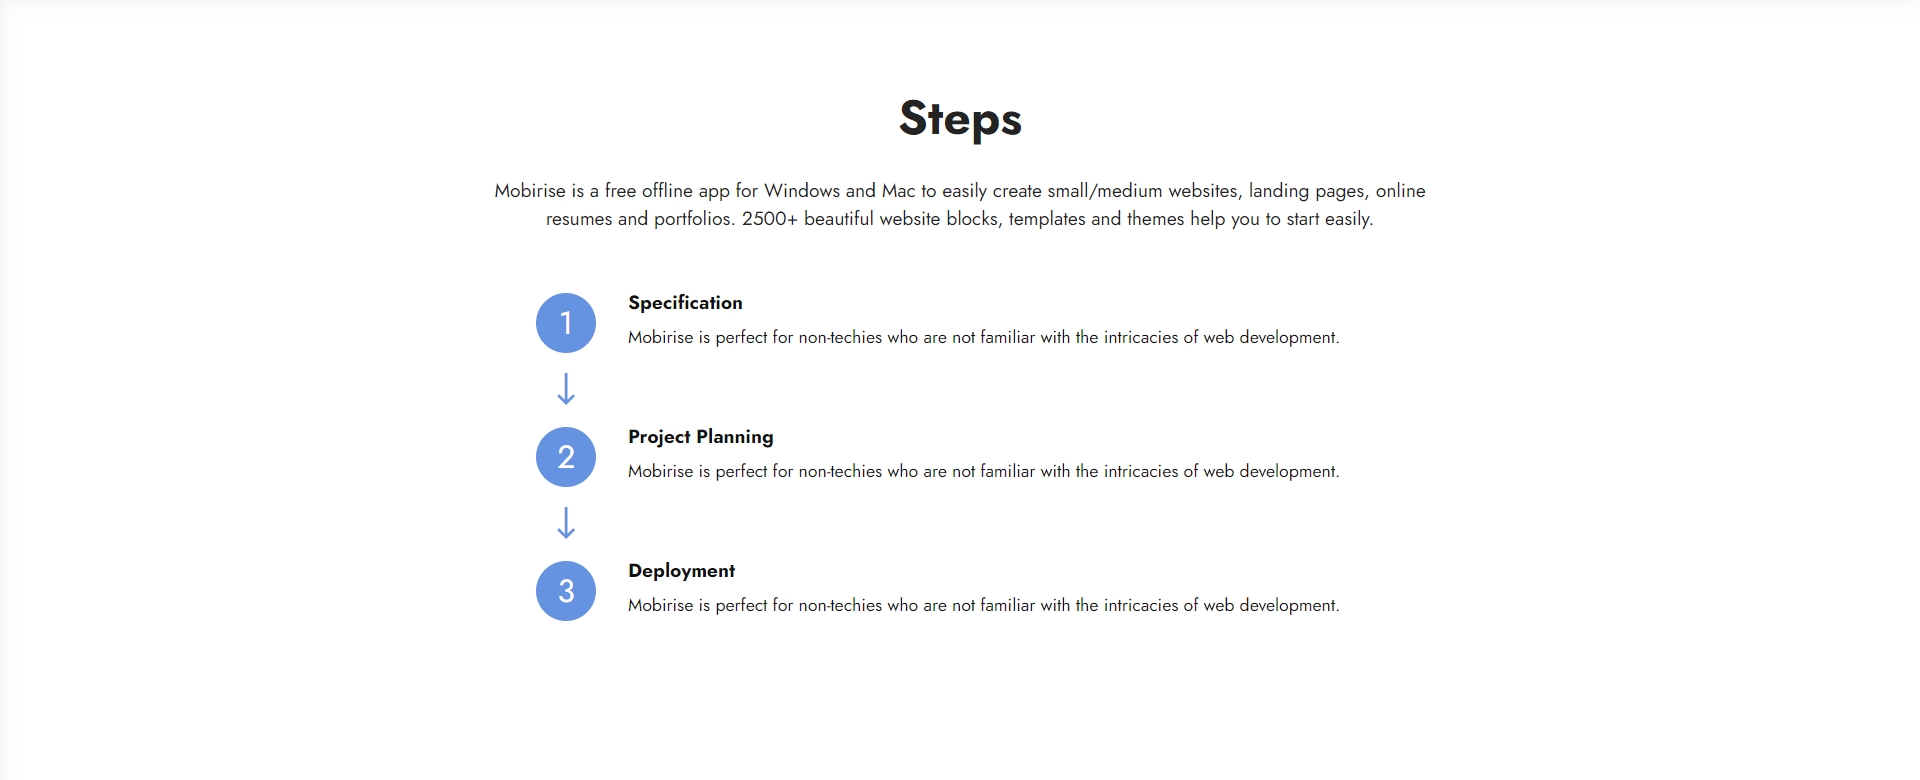 Steps
Mobirise is a free offline app for Windows and Mac to easily create small/medium websites, landing pages, online
resumes and portfolios. 2500+ beautiful website blocks, templates and themes help you to start easily.
1
Specification
Mobirise is perfect for non-techies who are not familiar with the intricacies of web development.
2
Project Planning
Mobirise is perfect for non-techies who are not familiar with the intricacies of web development.
3
Deployment
Mobirise is perfect for non-techies who are not familiar with the intricacies of web development.